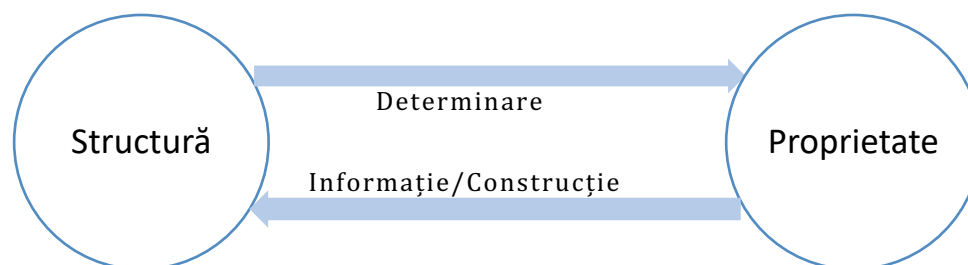 Determinare
Structură
Proprietate
Informație/Construcție